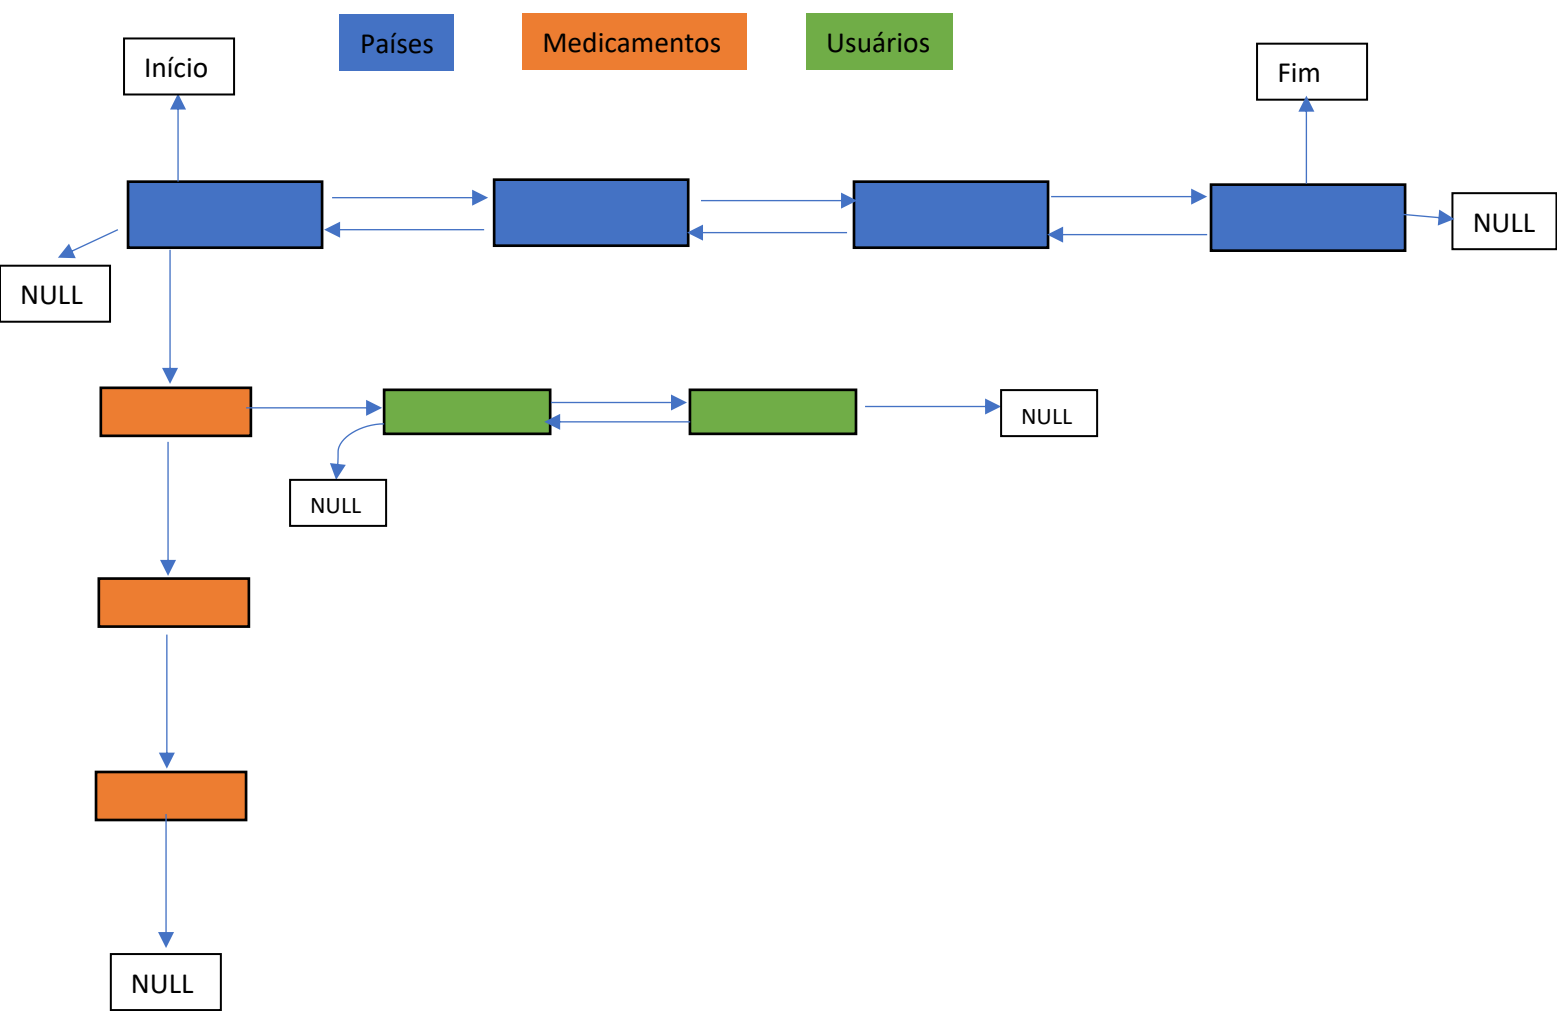 Países
Medicamentos
Usuários
Início
Fim
NULL
NULL
NULL
NULL
NULL